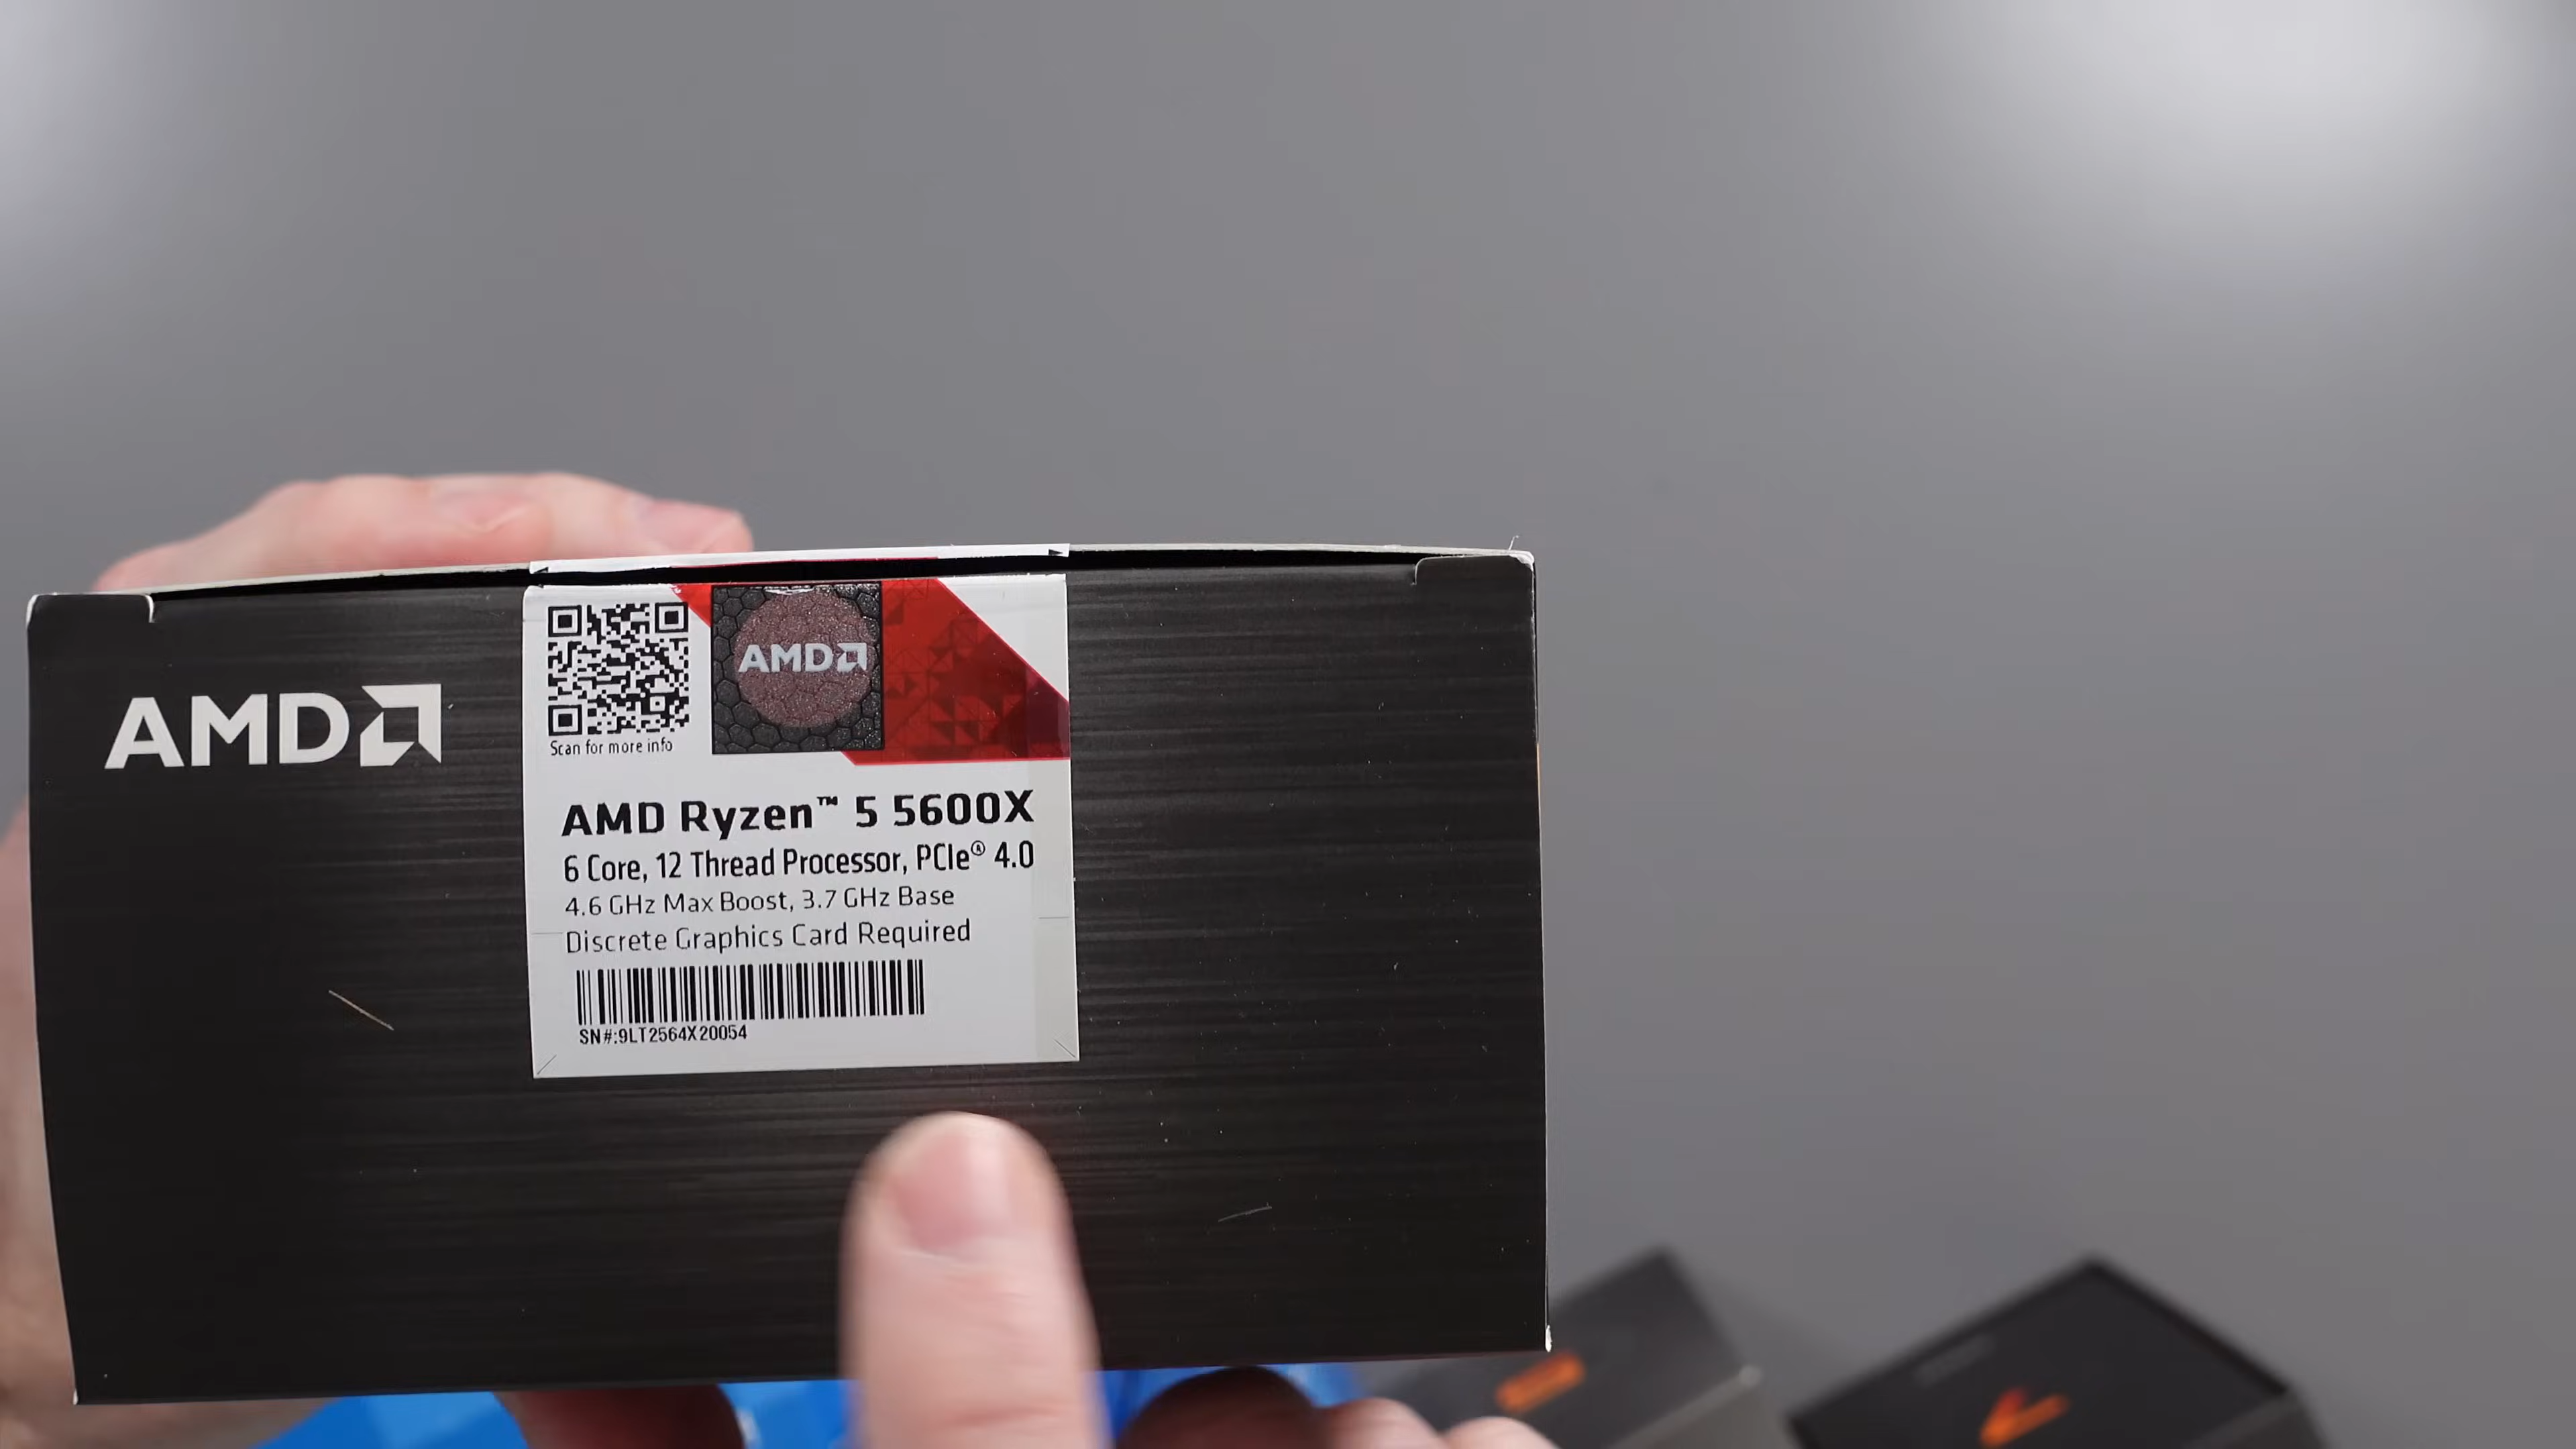 AMD
AMD
Scan for more info
AMD Ryzen™ 5 5600X
6 Core, 12 Thread Processor, PCIe® 4.0
4.6 GHz Max Boost, 3.7 GHz Base
Discrete Graphics Card Required
SN#:9LT2564X20054